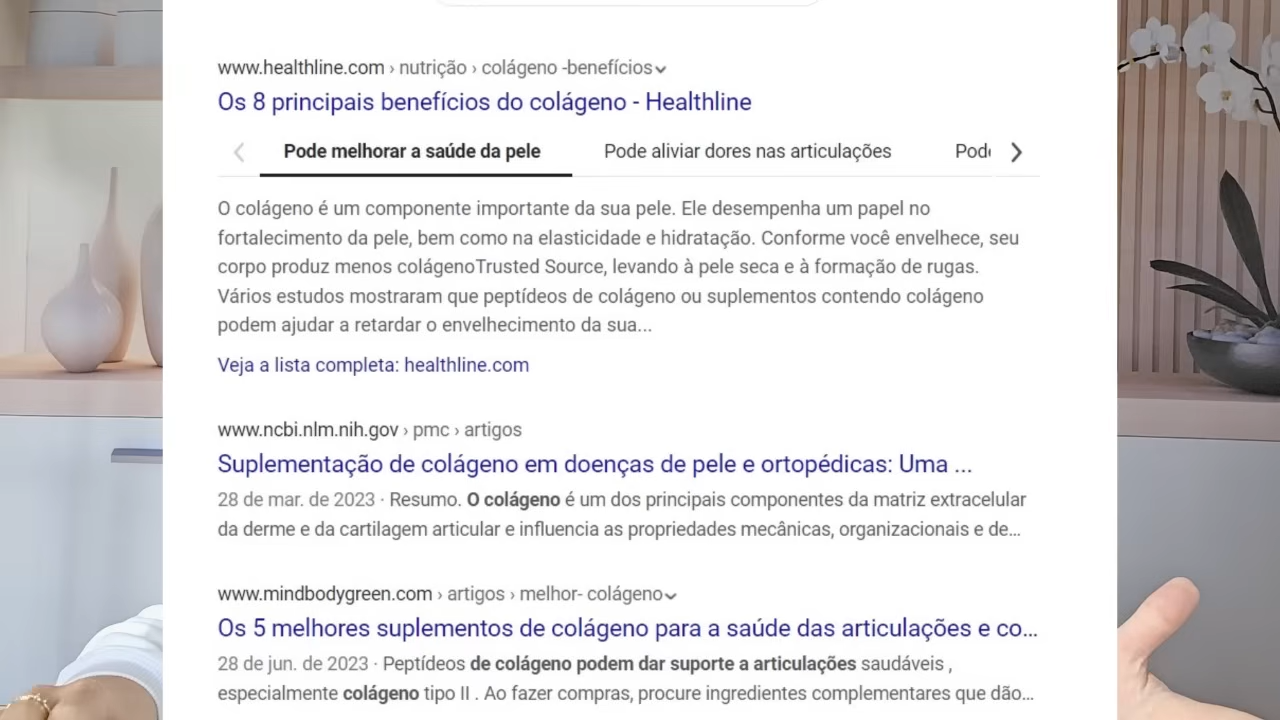 www.healthline.com › nutrição › colágeno -benefícios
Os 8 principais benefícios do colágeno - Healthline
Pode melhorar a saúde da pele Pode aliviar dores nas articulações
O colágeno é um componente importante da sua pele. Ele desempenha um papel no
fortalecimento da pele, bem como na elasticidade e hidratação. Conforme você envelhece, seu
corpo produz menos colágenoTrusted Source, levando à pele seca e à formação de rugas.
Vários estudos mostraram que peptídeos de colágeno ou suplementos contendo colágeno
podem ajudar a retardar o envelhecimento da sua...
Veja a lista completa: healthline.com
www.ncbi.nlm.nih.gov › pmc › artigos
Suplementação de colágeno em doenças de pele e ortopédicas: Uma ...
28 de mar. de 2023 · Resumo. O colágeno é um dos principais componentes da matriz extracelular
da derme e da cartilagem articular e influencia as propriedades mecânicas, organizacionais e de...
www.mindbodygreen.com › artigos › melhor- colágeno
Os 5 melhores suplementos de colágeno para a saúde das articulações e co...
28 de jun. de 2023 · Peptídeos de colágeno podem dar suporte a articulações saudáveis ,
especialmente colágeno tipo II . Ao fazer compras, procure ingredientes complementares que dão...